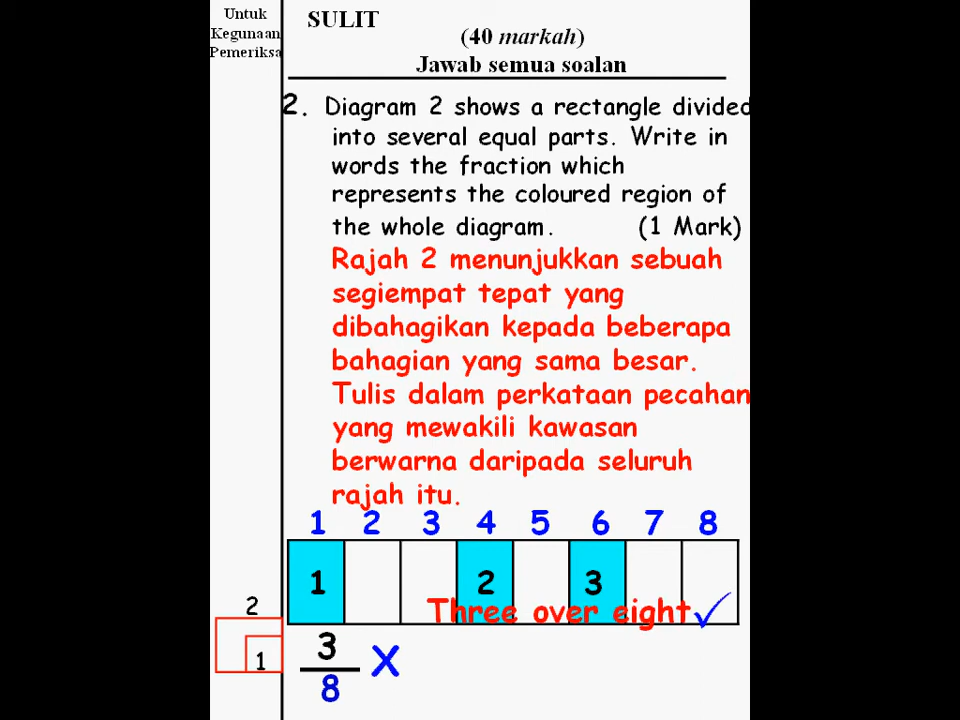 Untuk
Kegunaan
Pemeriksa
SULIT
(40 markah)
Jawab semua soalan
2. Diagram 2 shows a rectangle divided
into several equal parts. Write in
words the fraction which
represents the coloured region of
the whole diagram. (1 Mark)
Rajah 2 menunjukkan sebuah
segiempat tepat yang
dibahagikan kepada beberapa
bahagian yang sama besar.
Tulis dalam perkataan pecahan
yang mewakili kawasan
berwarna daripada seluruh
rajah itu.
1 2 3 4 5 6 7 8
1 2 3
Three over eight ✓
2
1
3
8
X